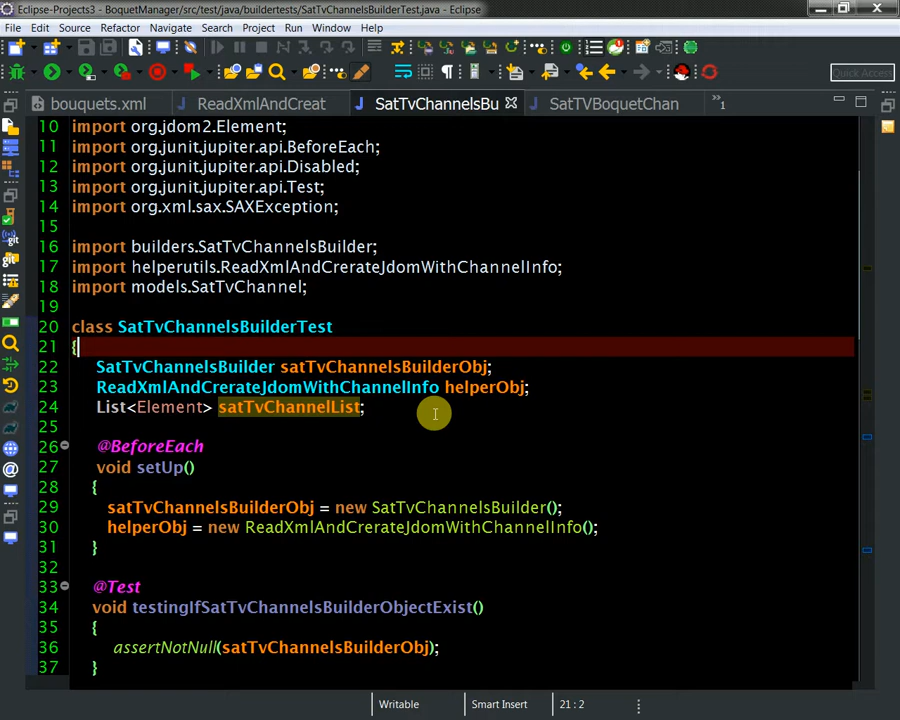 Eclipse-Projects3 - BoquetManager/src/test/java/buildertests/SatTvChannelsBuilderTest.java - Eclipse
File Edit Source Refactor Navigate Search Project Run Window Help
Quick Access
bouquets.xml ReadXmlAndCreat SatTvChannelsBu SatTVBoquetChan »1
10 import org.jdom2.Element;
11 import org.junit.jupiter.api.BeforeEach;
12 import org.junit.jupiter.api.Disabled;
13 import org.junit.jupiter.api.Test;
14 import org.xml.sax.SAXException;
15
16 import builders.SatTvChannelsBuilder;
17 import helperutils.ReadXmlAndCrerateJdomWithChannelInfo;
18 import models.SatTvChannel;
19
20 class SatTvChannelsBuilderTest
21 {
22 SatTvChannelsBuilder satTvChannelsBuilderObj;
23 ReadXmlAndCrerateJdomWithChannelInfo helperObj;
24 List<Element> satTvChannelList;
25
26 @BeforeEach
27 void setUp()
28 {
29 satTvChannelsBuilderObj = new SatTvChannelsBuilder();
30 helperObj = new ReadXmlAndCrerateJdomWithChannelInfo();
31 }
32
33 @Test
34 void testingIfSatTvChannelsBuilderObjectExist()
35 {
36 assertNotNull(satTvChannelsBuilderObj);
37 }
Writable Smart Insert 21 : 2